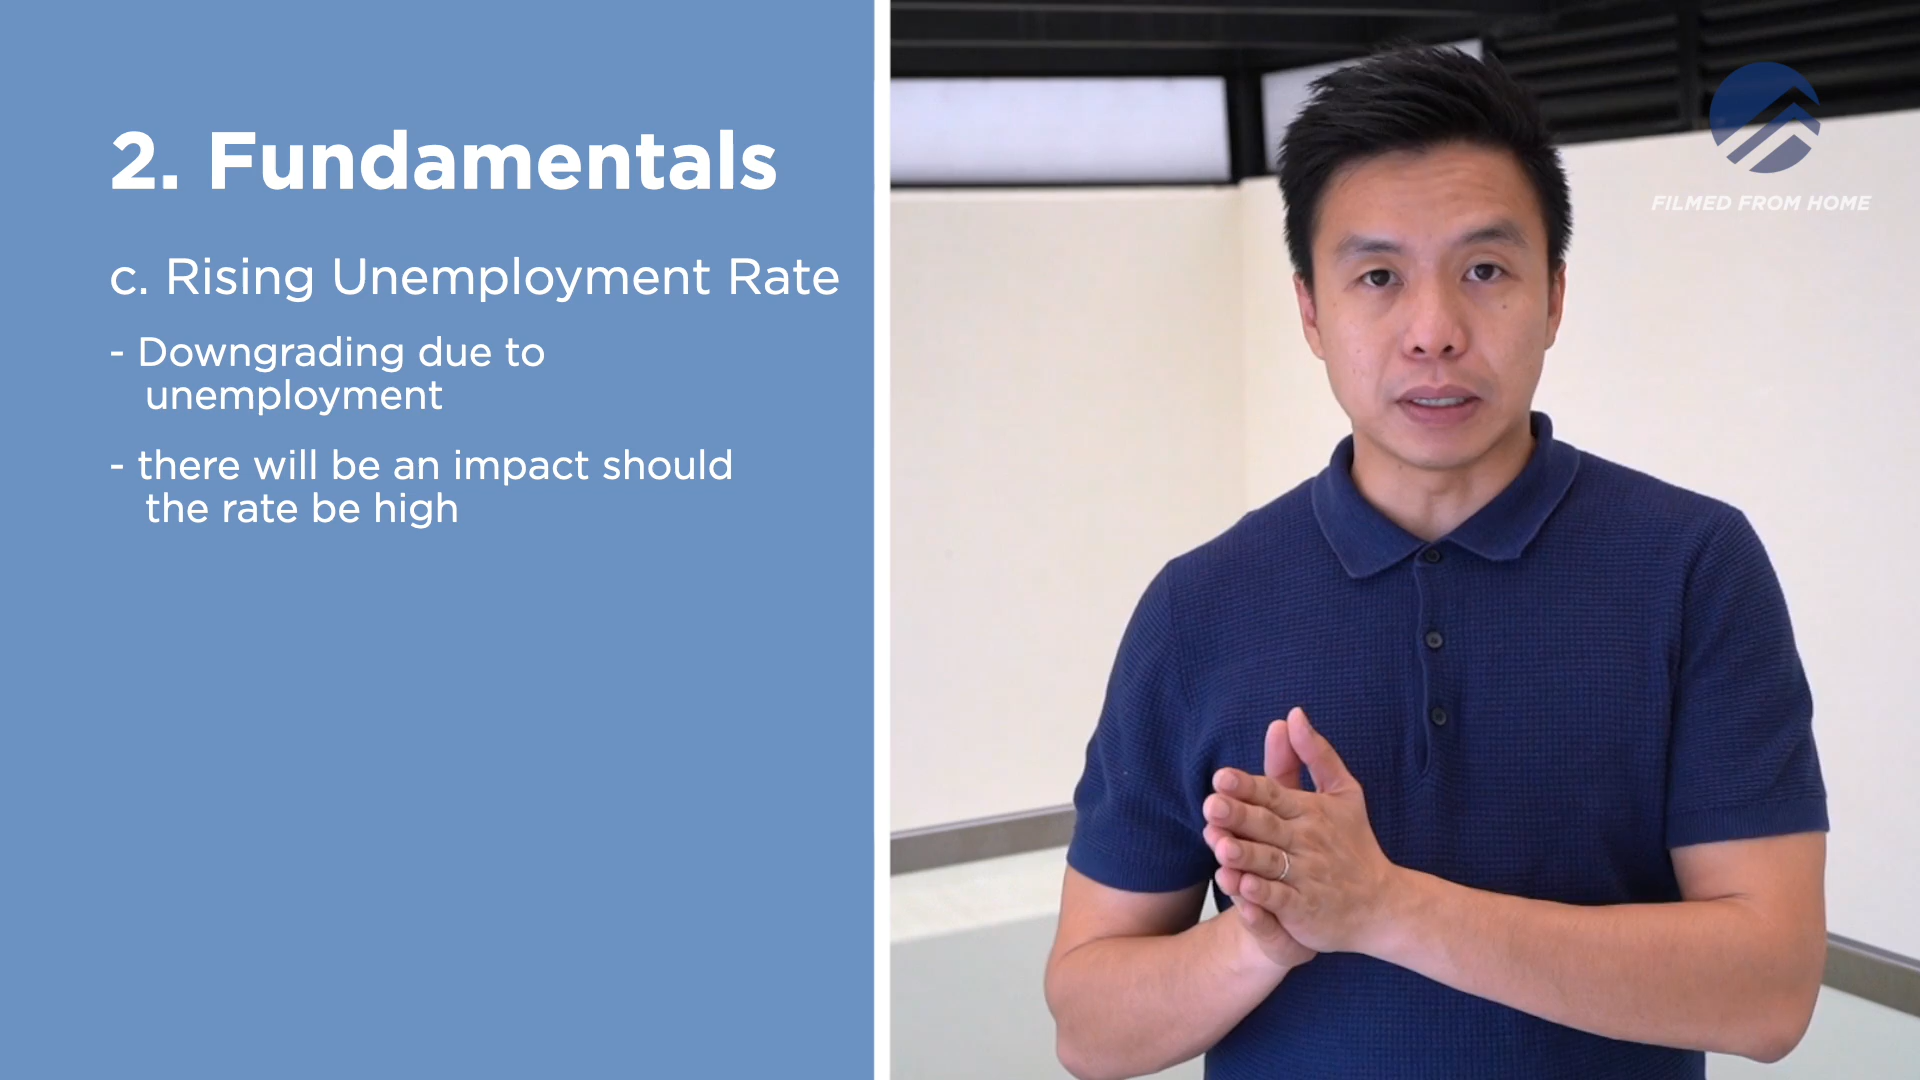 2. Fundamentals
c. Rising Unemployment Rate
- Downgrading due to
unemployment
- there will be an impact should
the rate be high
FILMED FROM HOME